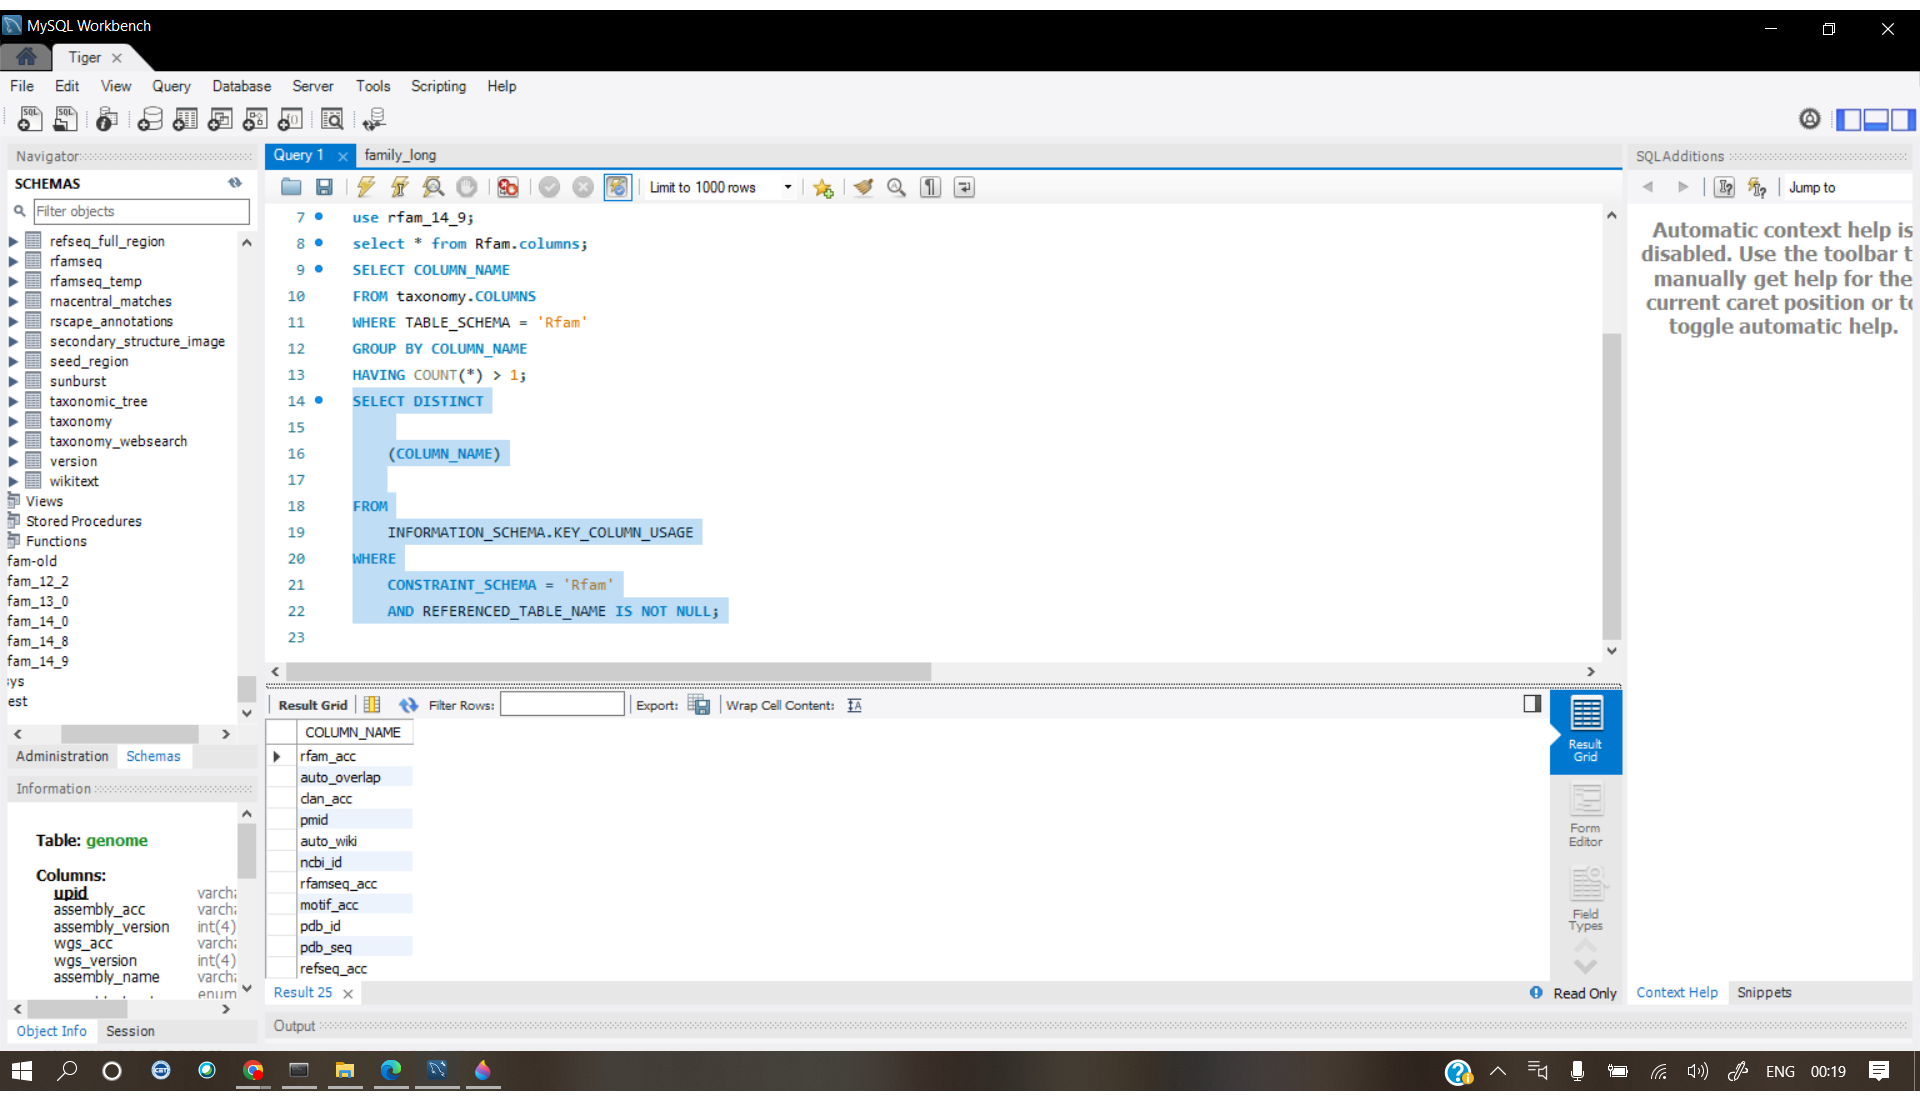 MySQL Workbench
Tiger
File Edit View Query Database Server Tools Scripting Help
Navigator
SCHEMAS
Filter objects
refseq_full_region
rfamseq
rfamseq_temp
rnacentral_matches
rscape_annotations
secondary_structure_image
seed_region
sunburst
taxonomic_tree
taxonomy
taxonomy_websearch
version
wikitext
Views
Stored Procedures
Functions
fam-old
fam_12_2
fam_13_0
fam_14_0
fam_14_8
fam_14_9
ys
est
Administration Schemas
Information
Table: genome
Columns:
upid varch
assembly_acc varch
assembly_version int(4)
wgs_acc varch
wgs_version int(4)
assembly_name varch
enum
Object Info Session
Query 1 family_long
Limit to 1000 rows
7 use rfam_14_9;
8 select * from Rfam.columns;
9 SELECT COLUMN_NAME
10 FROM taxonomy.COLUMNS
11 WHERE TABLE_SCHEMA = 'Rfam'
12 GROUP BY COLUMN_NAME
13 HAVING COUNT(*) > 1;
14 SELECT DISTINCT
15
16 (COLUMN_NAME)
17
18 FROM
19 INFORMATION_SCHEMA.KEY_COLUMN_USAGE
20 WHERE
21 CONSTRAINT_SCHEMA = 'Rfam'
22 AND REFERENCED_TABLE_NAME IS NOT NULL;
23
Result Grid Filter Rows: Export: Wrap Cell Content:
COLUMN_NAME
rfam_acc
auto_overlap
clan_acc
pmid
auto_wiki
ncbi_id
rfamseq_acc
motif_acc
pdb_id
pdb_seq
refseq_acc
Result
Grid
Form
Editor
Field
Types
Result 25 Read Only
Output
SQLAdditions
Jump to
Automatic context help is
disabled. Use the toolbar t
manually get help for the
current caret position or to
toggle automatic help.
Context Help Snippets
ENG 00:19